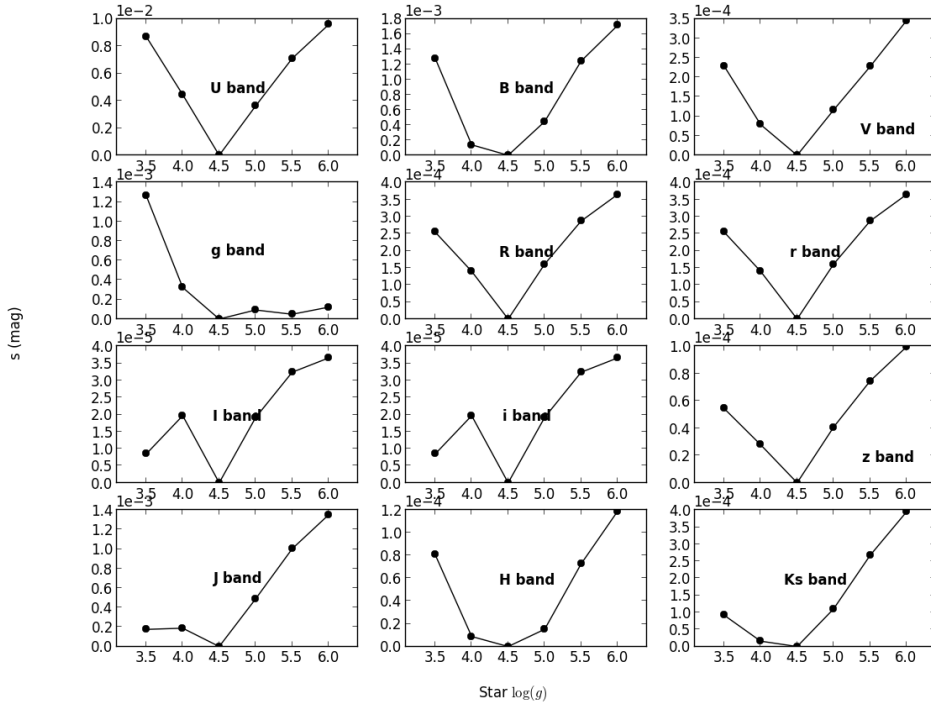 1e−2
1.0
0.8
0.6
0.4
0.2
0.0
U band
3.5 4.0 4.5 5.0 5.5 6.0
1e−3
1.8
1.6
1.4
1.2
1.0
0.8
0.6
0.4
0.2
0.0
B band
3.5 4.0 4.5 5.0 5.5 6.0
1e−4
3.5
3.0
2.5
2.0
1.5
1.0
0.5
0.0
V band
3.5 4.0 4.5 5.0 5.5 6.0
1e−3
1.4
1.2
1.0
0.8
0.6
0.4
0.2
0.0
g band
3.5 4.0 4.5 5.0 5.5 6.0
1e−4
4.0
3.5
3.0
2.5
2.0
1.5
1.0
0.5
0.0
R band
3.5 4.0 4.5 5.0 5.5 6.0
1e−4
4.0
3.5
3.0
2.5
2.0
1.5
1.0
0.5
0.0
r band
3.5 4.0 4.5 5.0 5.5 6.0
s (mag)
1e−5
4.0
3.5
3.0
2.5
2.0
1.5
1.0
0.5
0.0
I band
3.5 4.0 4.5 5.0 5.5 6.0
1e−5
4.0
3.5
3.0
2.5
2.0
1.5
1.0
0.5
0.0
i band
3.5 4.0 4.5 5.0 5.5 6.0
1e−4
1.0
0.8
0.6
0.4
0.2
0.0
z band
3.5 4.0 4.5 5.0 5.5 6.0
1e−3
1.4
1.2
1.0
0.8
0.6
0.4
0.2
0.0
J band
3.5 4.0 4.5 5.0 5.5 6.0
1e−4
1.2
1.0
0.8
0.6
0.4
0.2
0.0
H band
3.5 4.0 4.5 5.0 5.5 6.0
1e−4
4.0
3.5
3.0
2.5
2.0
1.5
1.0
0.5
0.0
Ks band
3.5 4.0 4.5 5.0 5.5 6.0
Star log(g)